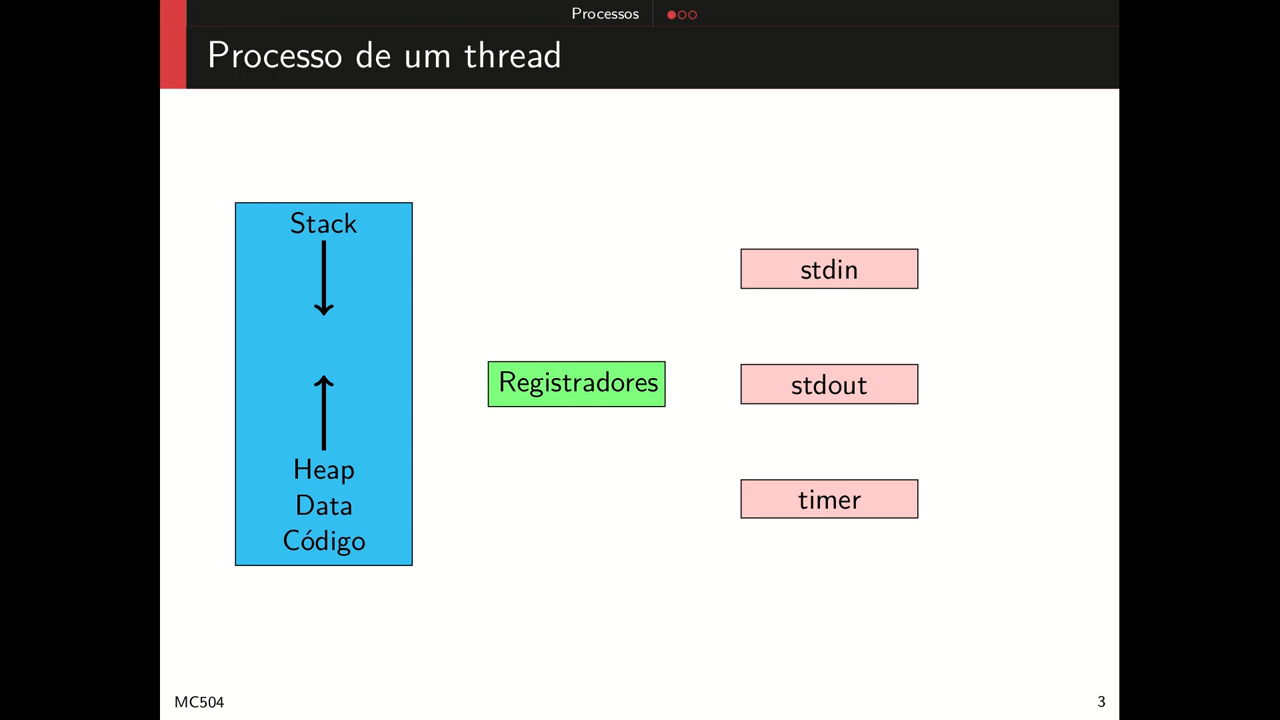 Processos
Processo de um thread
Stack
Heap
Data
Código
Registradores
stdin
stdout
timer
MC504
3